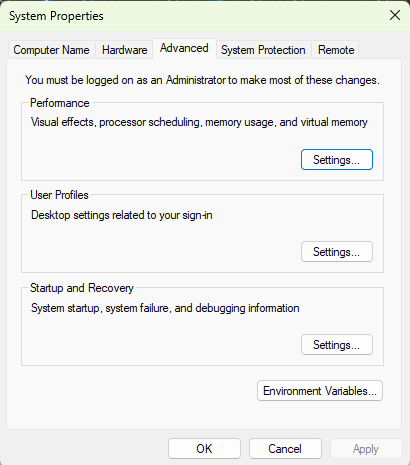 System Properties
Computer Name
Hardware
Advanced
System Protection
Remote
You must be logged on as an Administrator to make most of these changes.
Performance
Visual effects, processor scheduling, memory usage, and virtual memory
Settings...
User Profiles
Desktop settings related to your sign-in
Settings...
Startup and Recovery
System startup, system failure, and debugging information
Settings...
Environment Variables...
OK
Cancel
Apply